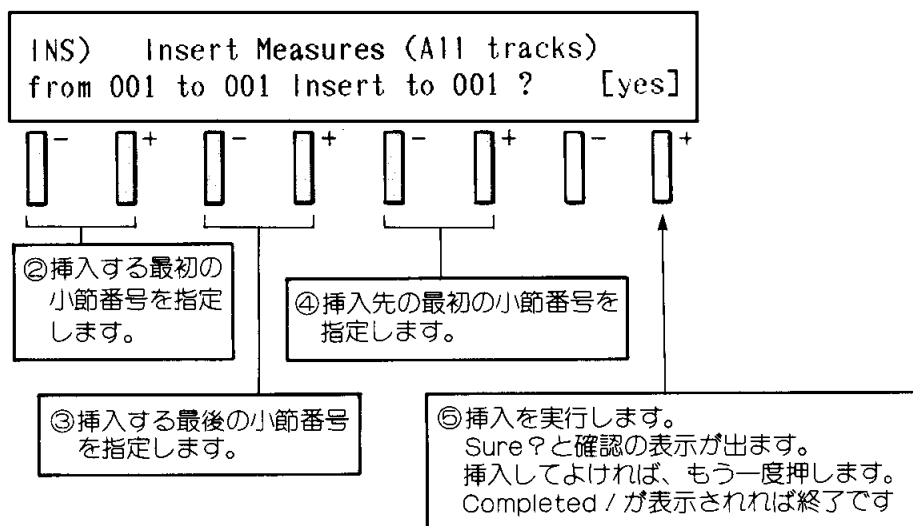 INS) Insert Measures (All tracks)
from 001 to 001 Insert to 001 ? [yes]
- + - + - + - +
②挿入する最初の
小節番号を指定
します。
④挿入先の最初の小節番号を
指定します。
③挿入する最後の小節番号
を指定します。
⑤挿入を実行します。
Sure?と確認の表示が出ます。
挿入してよければ、もう一度押します。
Completed!が表示されれば終了です